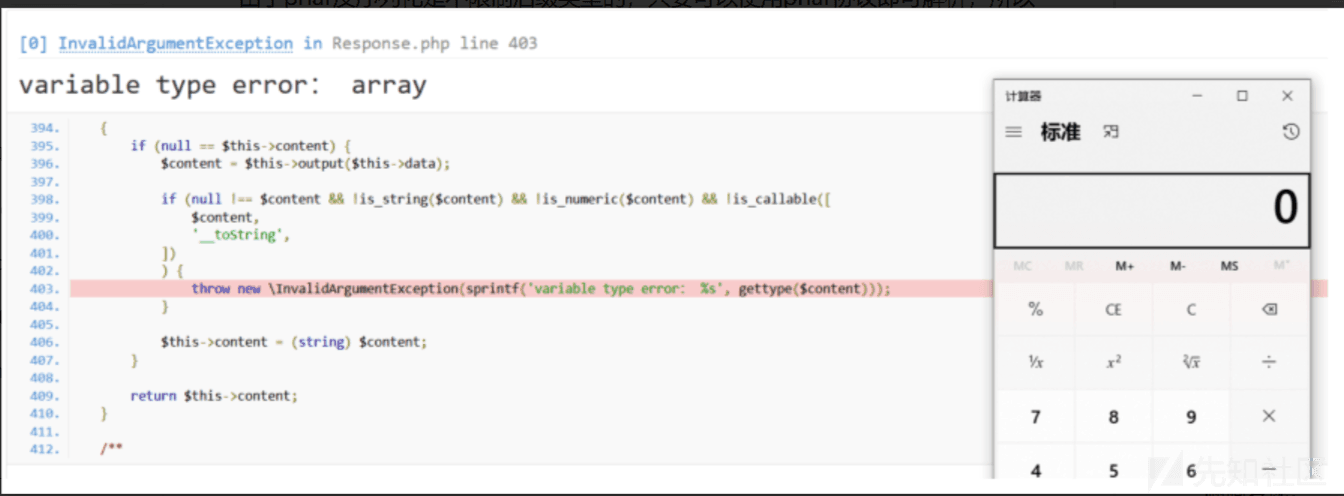 [0] InvalidArgumentException in Response.php line 403
variable type error: array
394. {
395. if (null == $this->content) {
396. $content = $this->output($this->data);
397.
398. if (null !== $content && !is_string($content) && !is_numeric($content) && !is_callable([
399. $content,
400. '__toString',
401. ])
402. ) {
403. throw new \InvalidArgumentException(sprintf('variable type error: %s', gettype($content)));
404. }
405.
406. $this->content = (string) $content;
407. }
408.
409. return $this->content;
410. }
411.
412. /**
计算器
标准
0
MC MR M+ M- MS M˅
% CE C
¹/x x² ²√x ÷
7 8 9 ×
4 5 6 −
先知社区